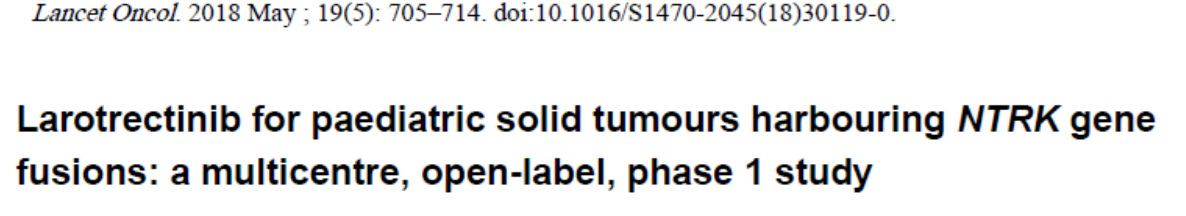 Lancet Oncol. 2018 May ; 19(5): 705–714. doi:10.1016/S1470-2045(18)30119-0.
Larotrectinib for paediatric solid tumours harbouring NTRK gene
fusions: a multicentre, open-label, phase 1 study